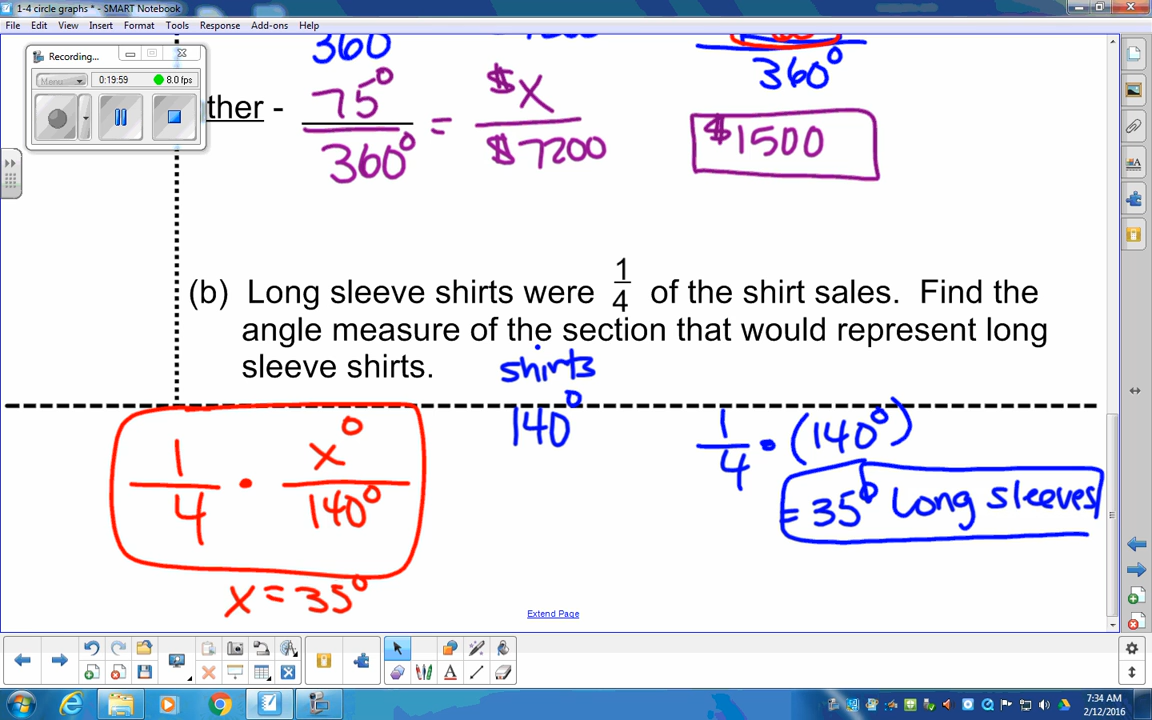 1-4 circle graphs * - SMART Notebook
File Edit View Insert Format Tools Response Add-ons Help
Recording...
Menu 0:19:59 8.0 fps
360
360°
ther - 75° / 360° = $x / $7200
$1500
(b) Long sleeve shirts were 1/4 of the shirt sales. Find the
angle measure of the section that would represent long
sleeve shirts.
shirts
140°
1/4 • x°/140°
x = 35°
1/4 • (140°)
= 35° Long sleeves
Extend Page
7:34 AM
2/12/2016